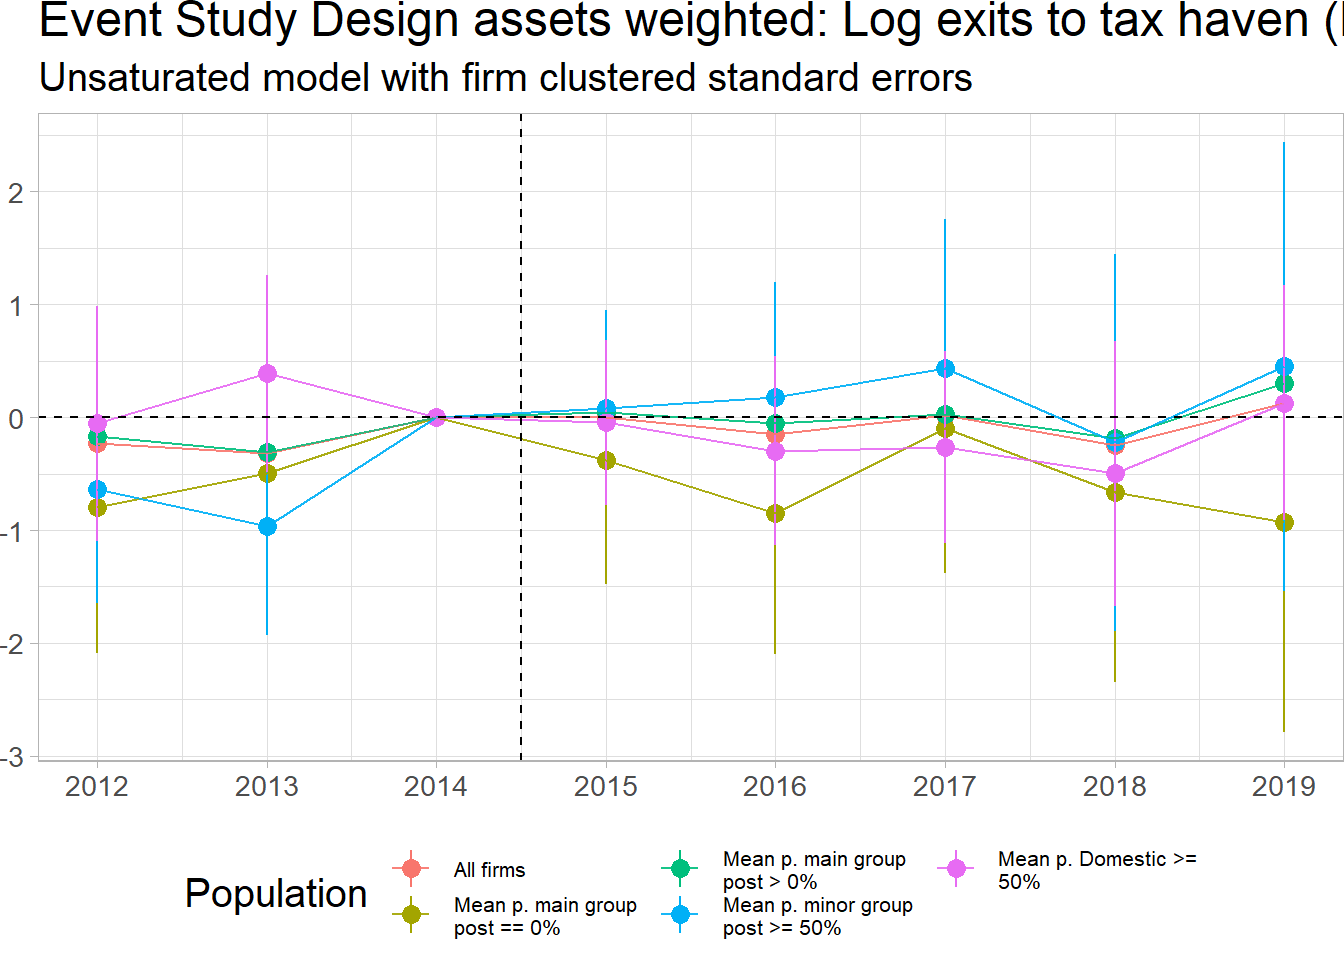 Event Study Design assets weighted: Log exits to tax haven (
Unsaturated model with firm clustered standard errors
2
1
0
-1
-2
-3
2012 2013 2014 2015 2016 2017 2018 2019
Population
All firms
Mean p. main group
post == 0%
Mean p. main group
post > 0%
Mean p. minor group
post >= 50%
Mean p. Domestic >=
50%